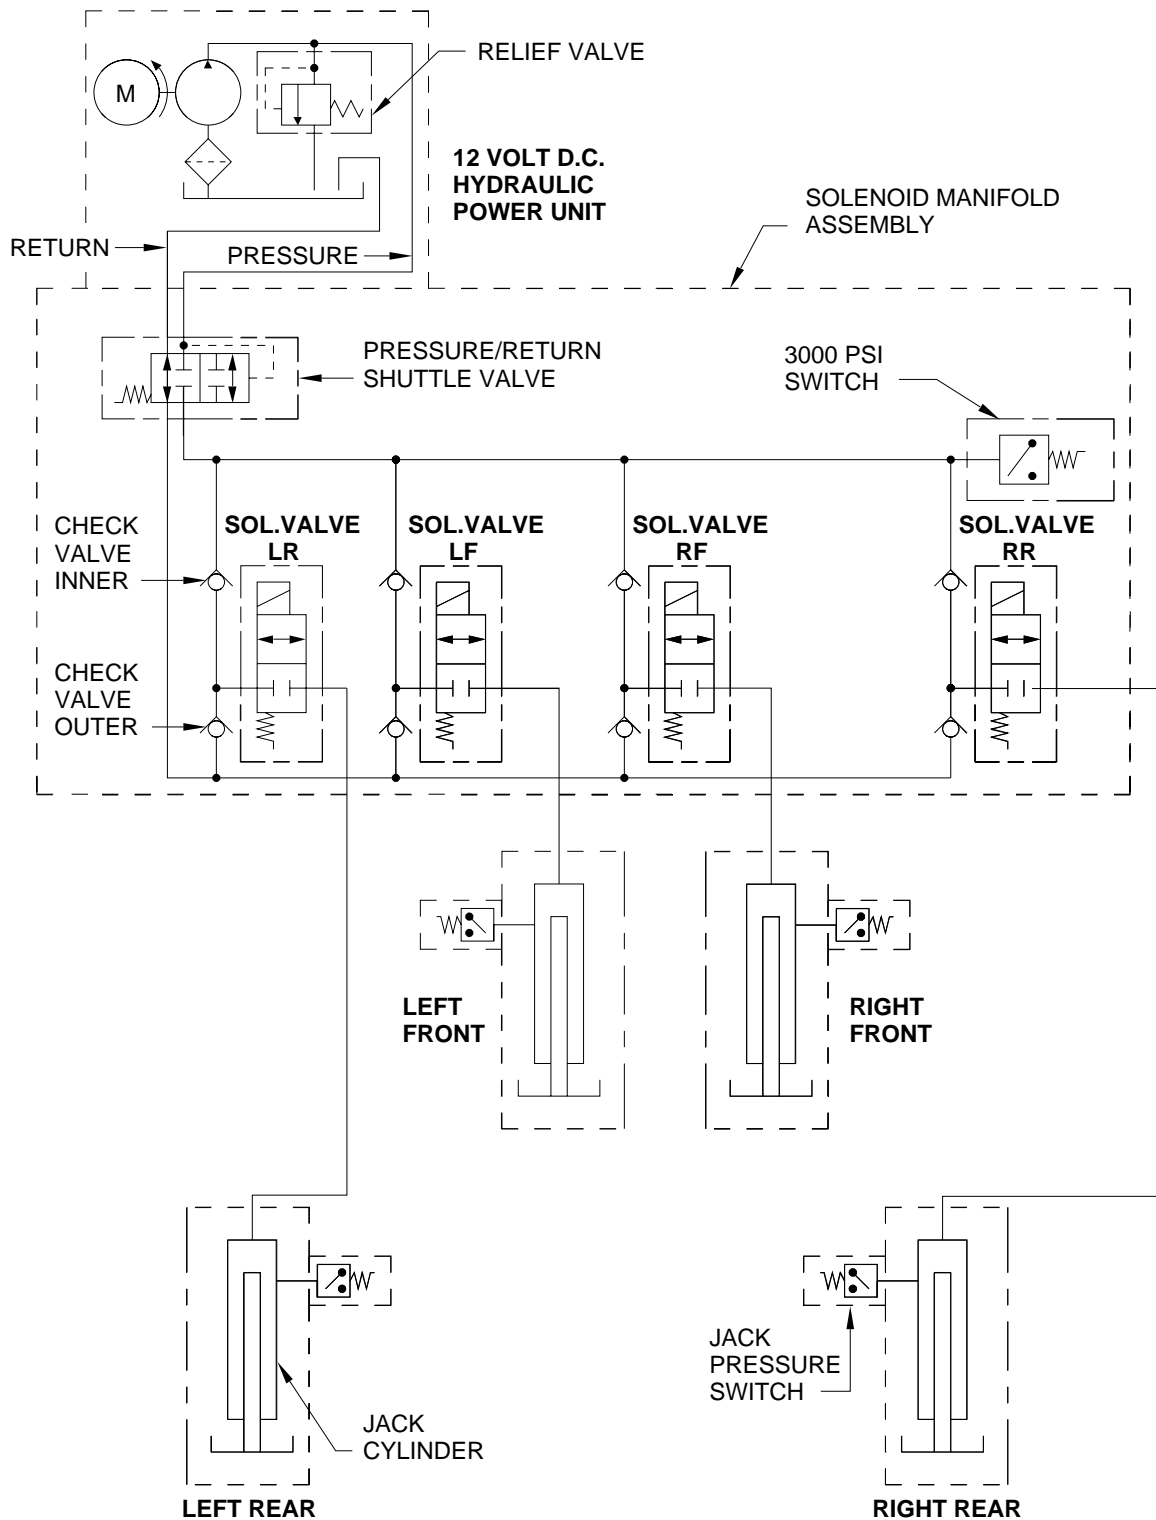 RELIEF VALVE
M
12 VOLT D.C.
HYDRAULIC
POWER UNIT
SOLENOID MANIFOLD
ASSEMBLY
RETURN
PRESSURE
PRESSURE/RETURN
SHUTTLE VALVE
3000 PSI
SWITCH
CHECK
VALVE
INNER
SOL.VALVE
LR
SOL.VALVE
LF
SOL.VALVE
RF
SOL.VALVE
RR
CHECK
VALVE
OUTER
LEFT
FRONT
RIGHT
FRONT
JACK
PRESSURE
SWITCH
JACK
CYLINDER
LEFT REAR
RIGHT REAR